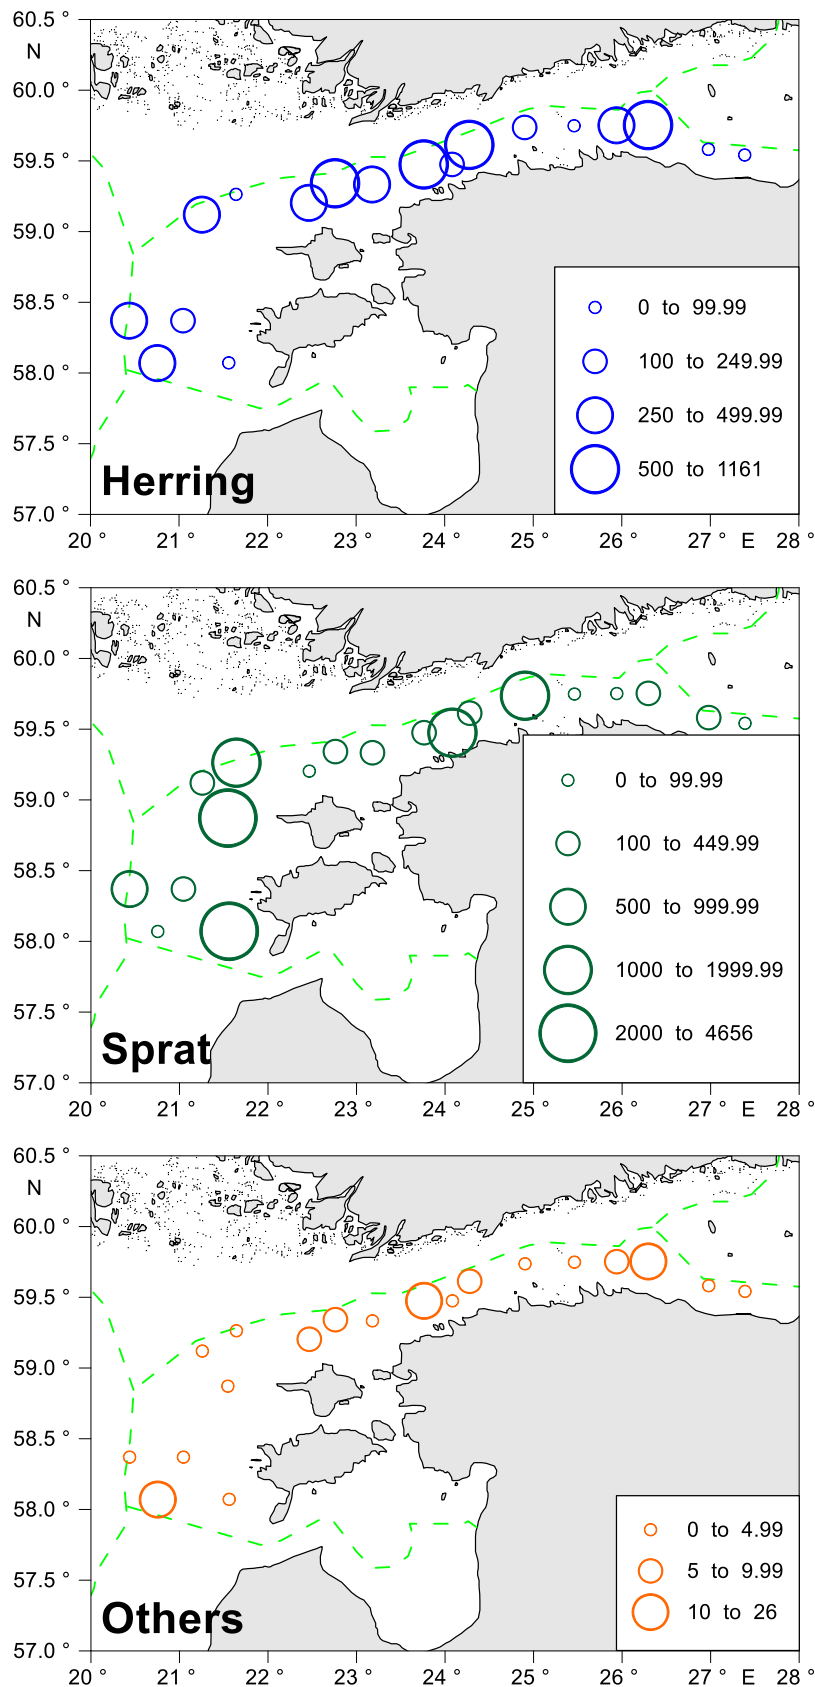 60.5 °
N
60.0 °
59.5 °
59.0 °
58.5 °
58.0 °
57.5 °
57.0 °
0 to 99.99
100 to 249.99
250 to 499.99
500 to 1161
Herring
20 ° 21 ° 22 ° 23 ° 24 ° 25 ° 26 ° 27 ° E 28 °
60.5 °
N
60.0 °
59.5 °
59.0 °
58.5 °
58.0 °
57.5 °
57.0 °
0 to 99.99
100 to 449.99
500 to 999.99
1000 to 1999.99
2000 to 4656
Sprat
20 ° 21 ° 22 ° 23 ° 24 ° 25 ° 26 ° 27 ° E 28 °
60.5 °
N
60.0 °
59.5 °
59.0 °
58.5 °
58.0 °
57.5 °
57.0 °
0 to 4.99
5 to 9.99
10 to 26
Others
20 ° 21 ° 22 ° 23 ° 24 ° 25 ° 26 ° 27 ° E 28 °